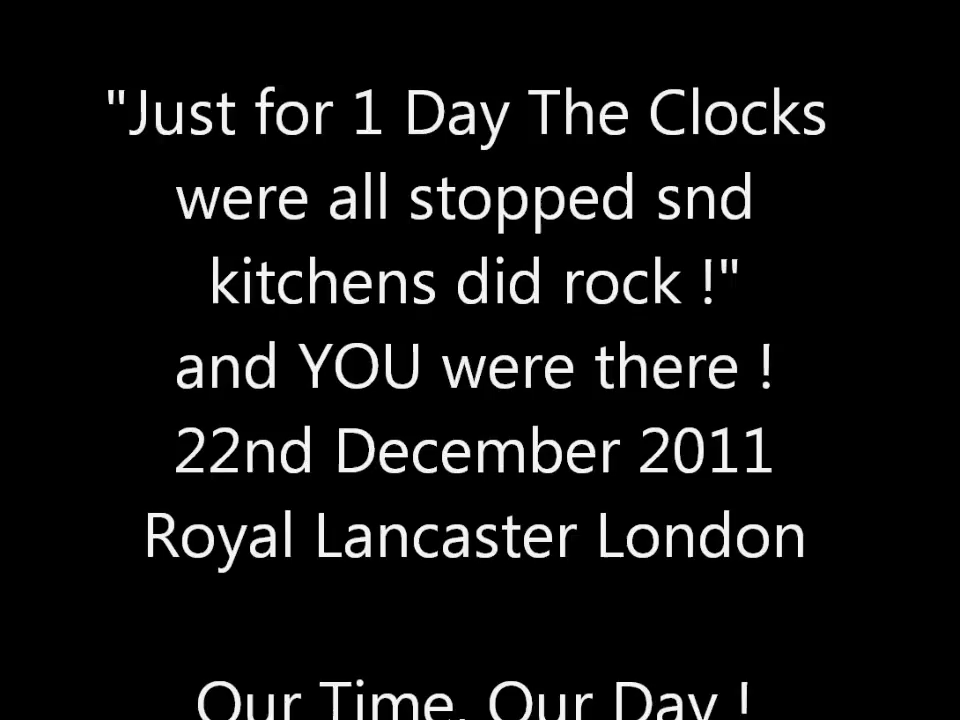 "Just for 1 Day The Clocks
were all stopped snd
kitchens did rock !"
and YOU were there !
22nd December 2011
Royal Lancaster London
Our Time, Our Day !